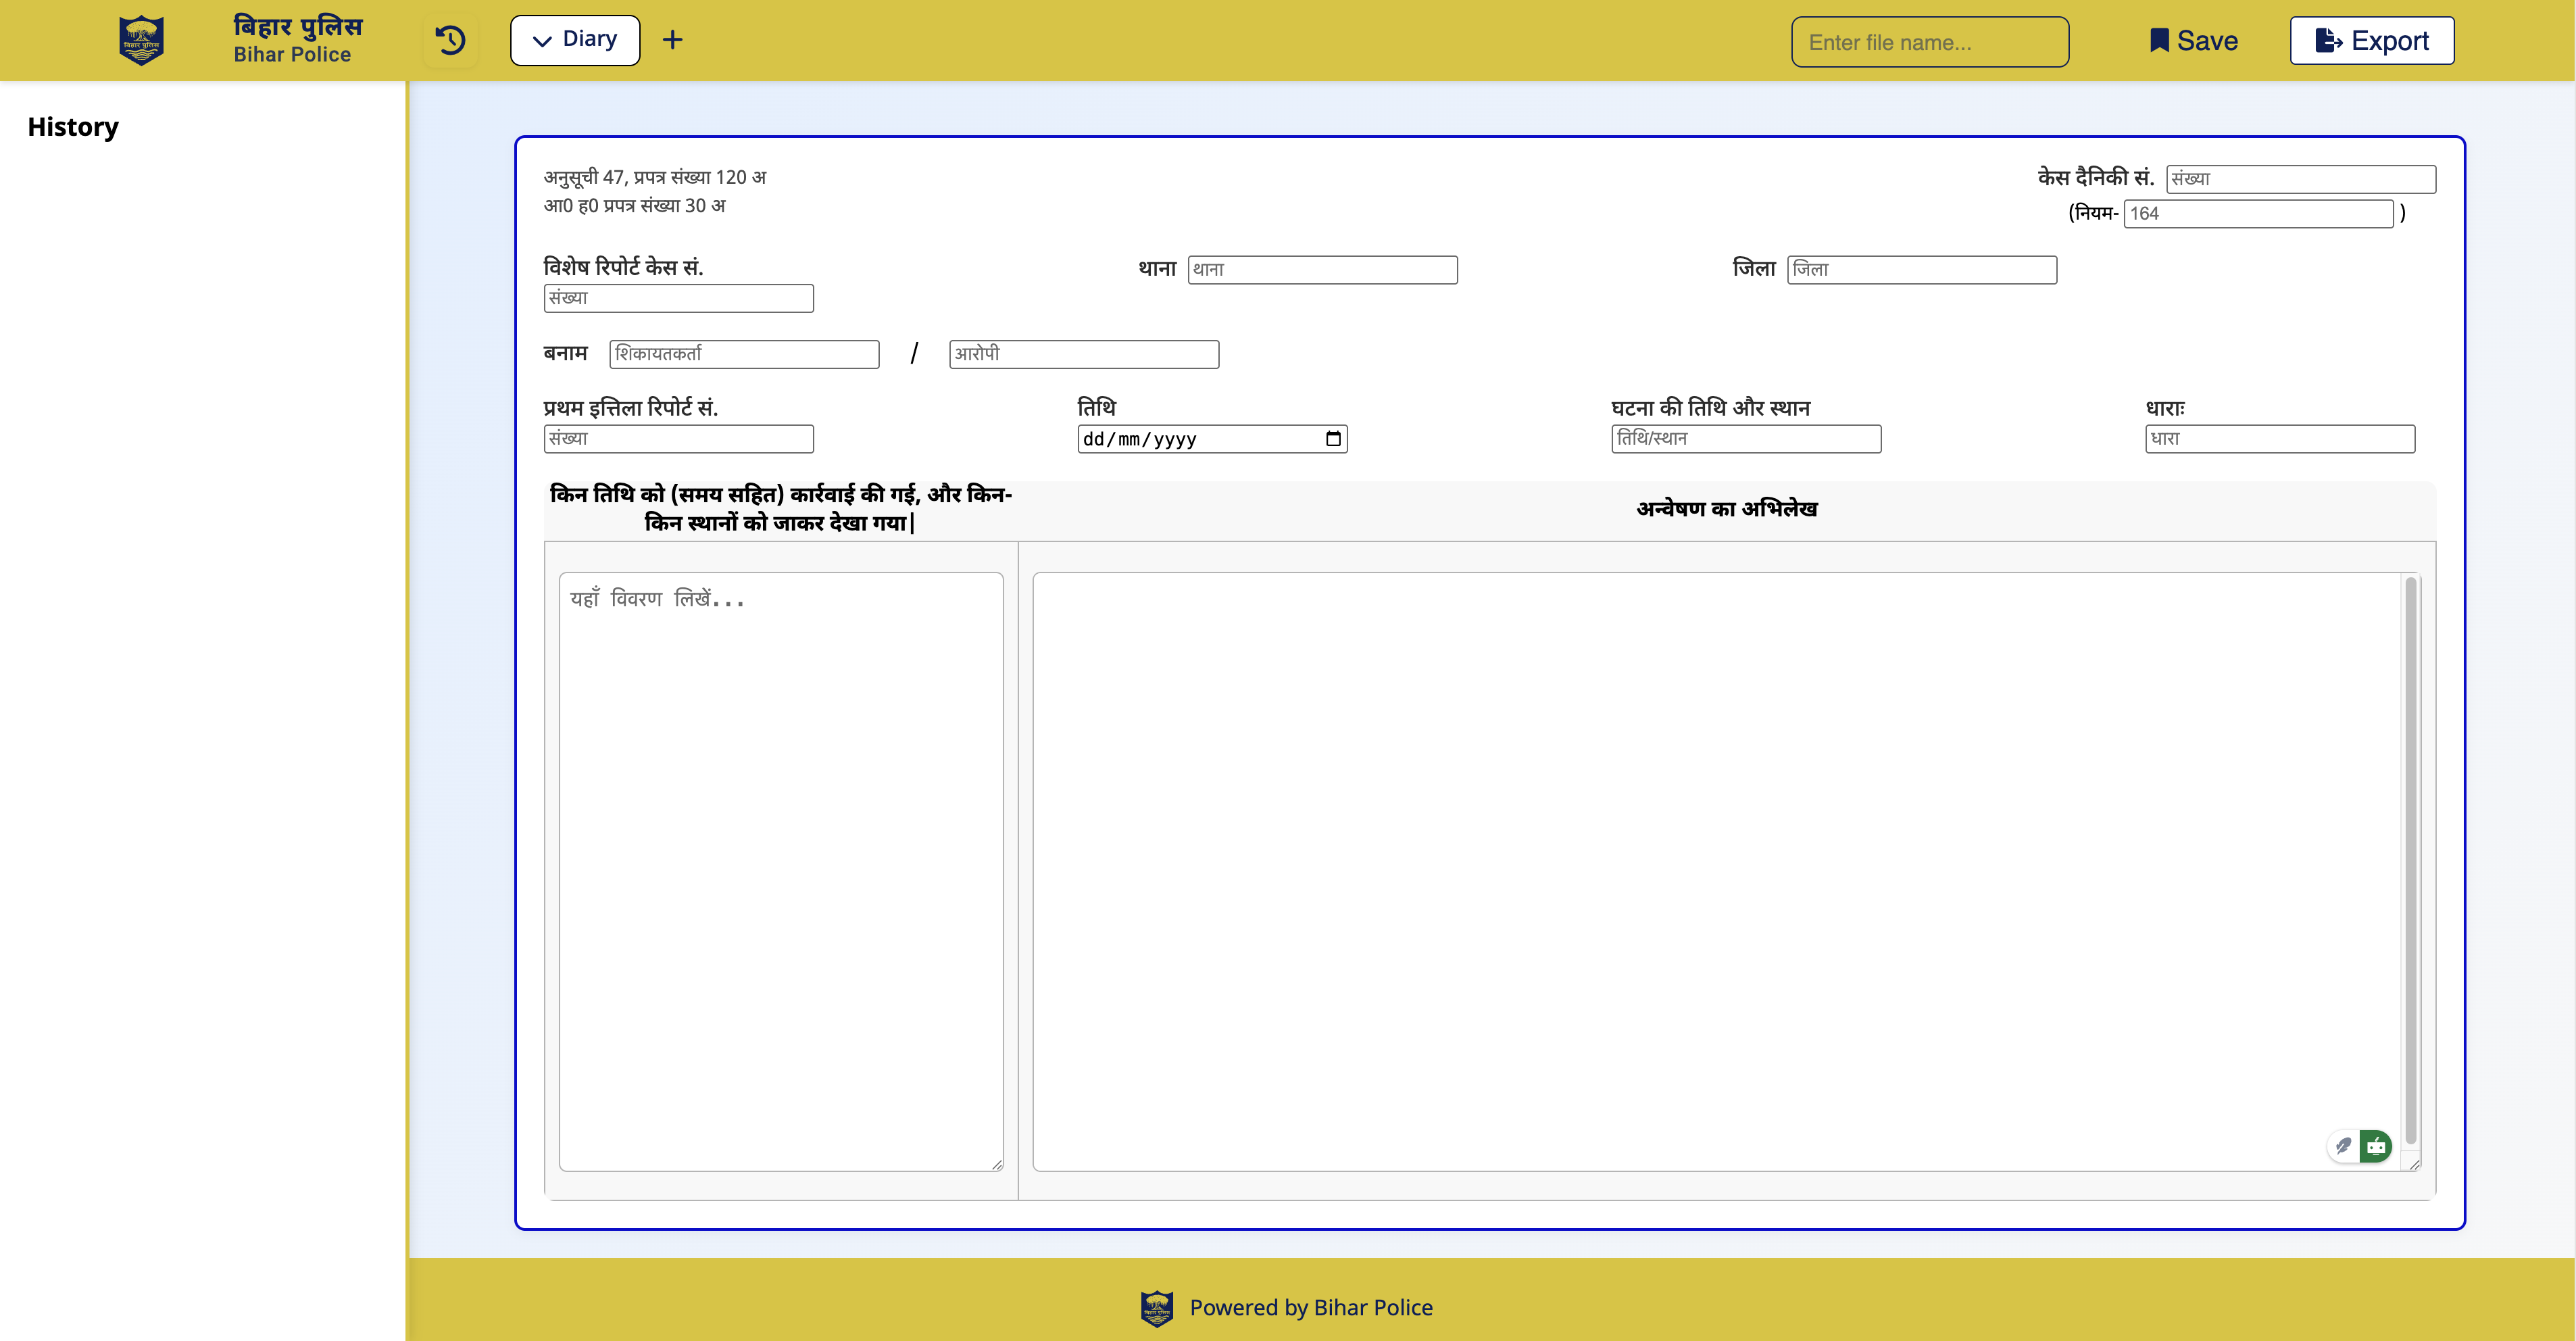 बिहार पुलिस
Bihar Police
Diary
+
Enter file name...
Save
Export
History
अनुसूची 47, प्रपत्र संख्या 120 अ
आ0 ह0 प्रपत्र संख्या 30 अ
केस दैनिकी सं. संख्या
(नियम- 164 )
विशेष रिपोर्ट केस सं.
संख्या
थाना थाना
जिला जिला
बनाम शिकायतकर्ता / आरोपी
प्रथम इत्तिला रिपोर्ट सं.
संख्या
तिथि
dd/mm/yyyy
घटना की तिथि और स्थान
तिथि/स्थान
धाराः
धारा
किन तिथि को (समय सहित) कार्रवाई की गई, और किन-
किन स्थानों को जाकर देखा गया|
अन्वेषण का अभिलेख
यहाँ विवरण लिखें...
बिहार पुलिस
Powered by Bihar Police